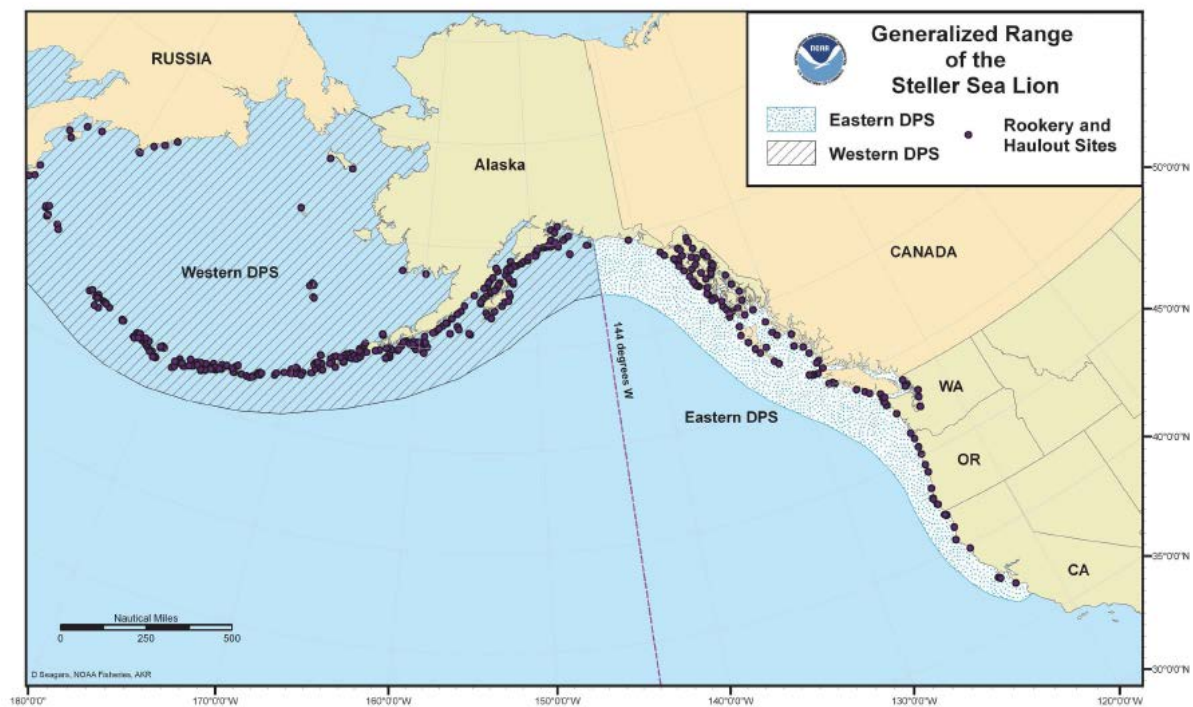 Generalized Range
of the
Steller Sea Lion
NOAA
Eastern DPS
Western DPS
Rookery and
Haulout Sites
RUSSIA
Alaska
CANADA
Western DPS
144 degrees W
Eastern DPS
WA
OR
CA
50°0'0"N
45°0'0"N
40°0'0"N
35°0'0"N
30°0'0"N
Nautical Miles
0 250 500
D Seagars, NOAA Fisheries, AKR
180°0'0" 170°0'0"W 160°0'0"W 150°0'0"W 140°0'0"W 130°0'0"W 120°0'0"W